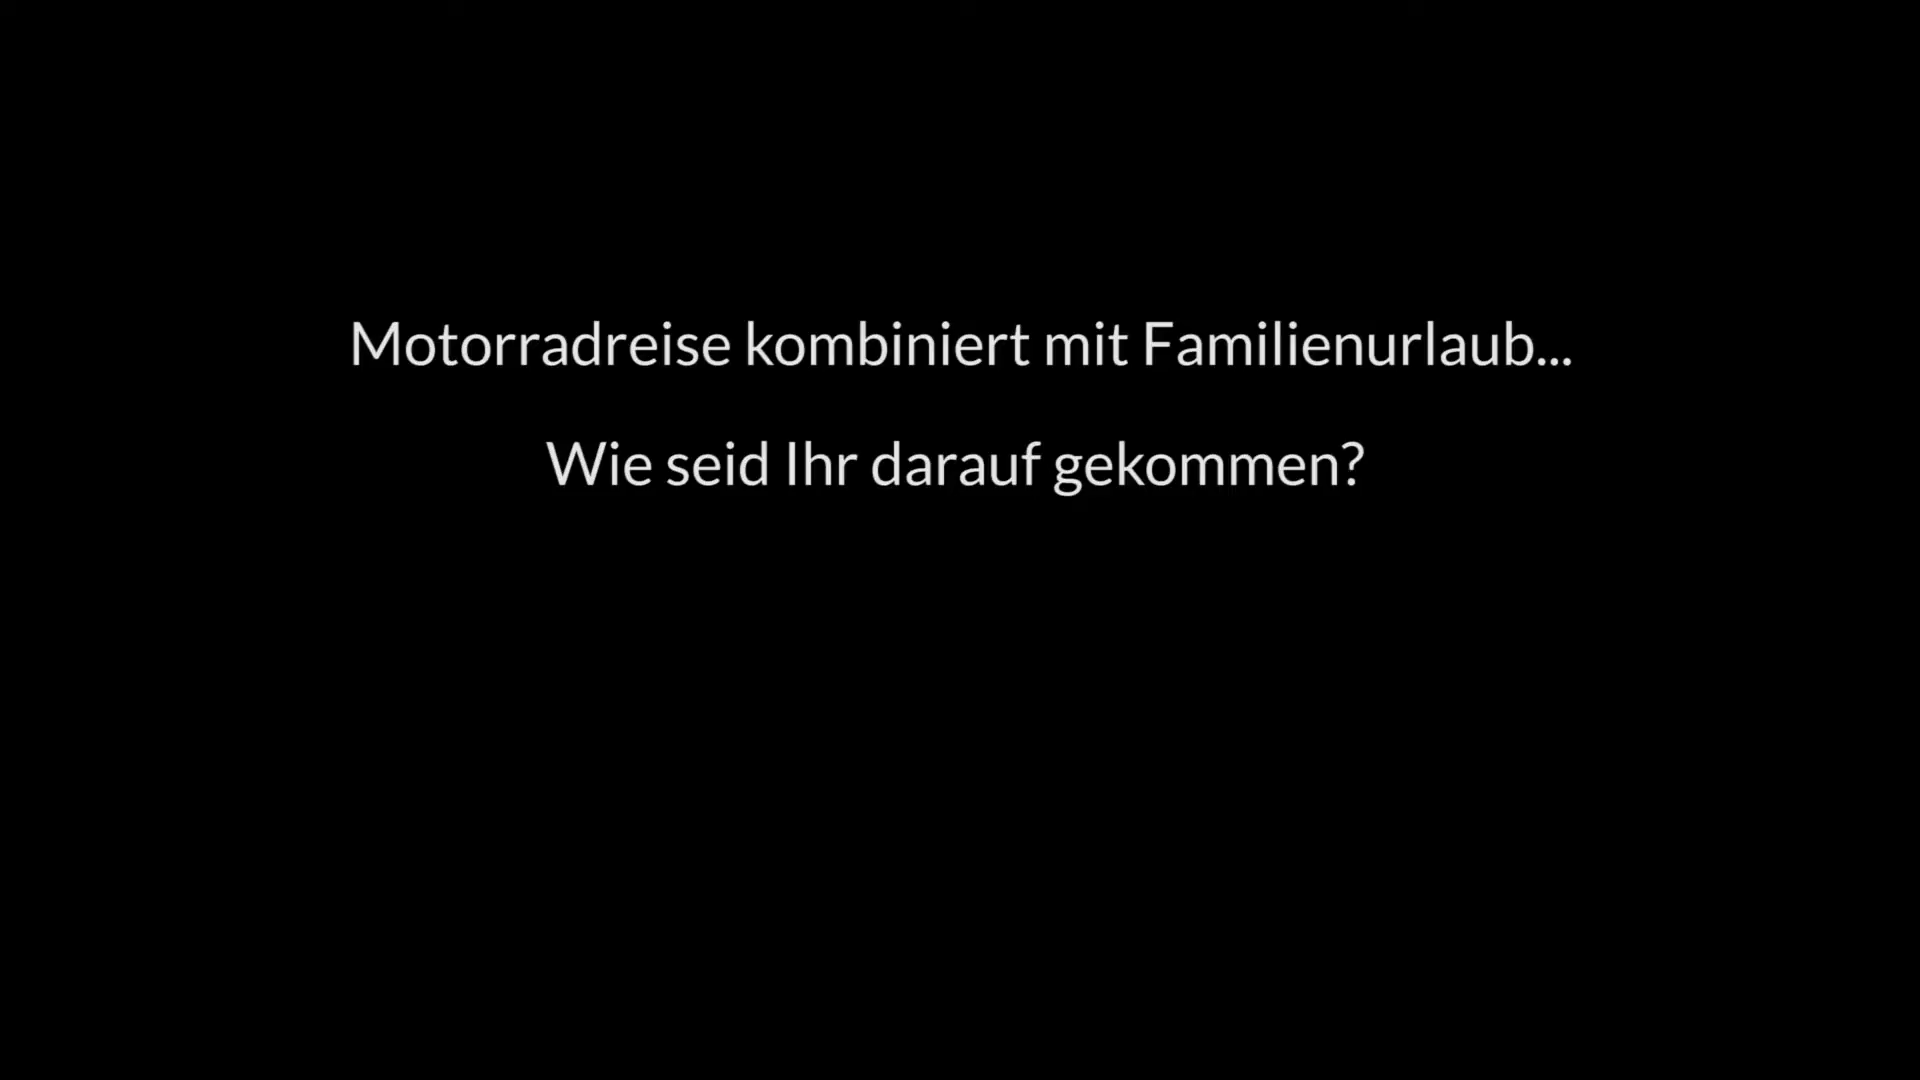 Motorradreise kombiniert mit Familienurlaub...
Wie seid Ihr darauf gekommen?